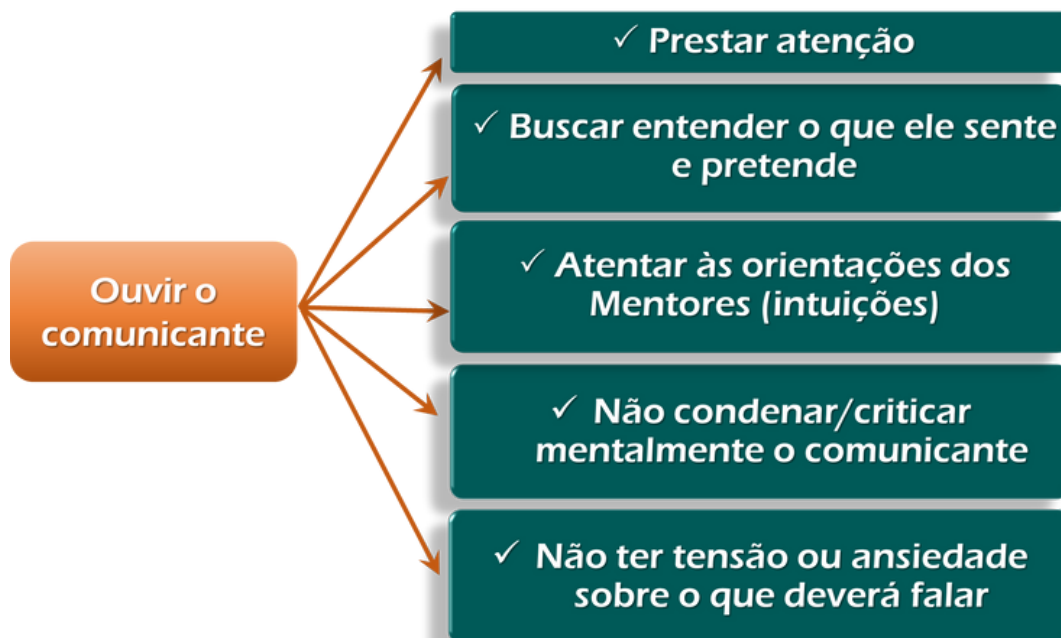 ✓ Prestar atenção
✓ Buscar entender o que ele sente
e pretende
Ouvir o
comunicante
✓ Atentar às orientações dos
Mentores (intuições)
✓ Não condenar/criticar
mentalmente o comunicante
✓ Não ter tensão ou ansiedade
sobre o que deverá falar